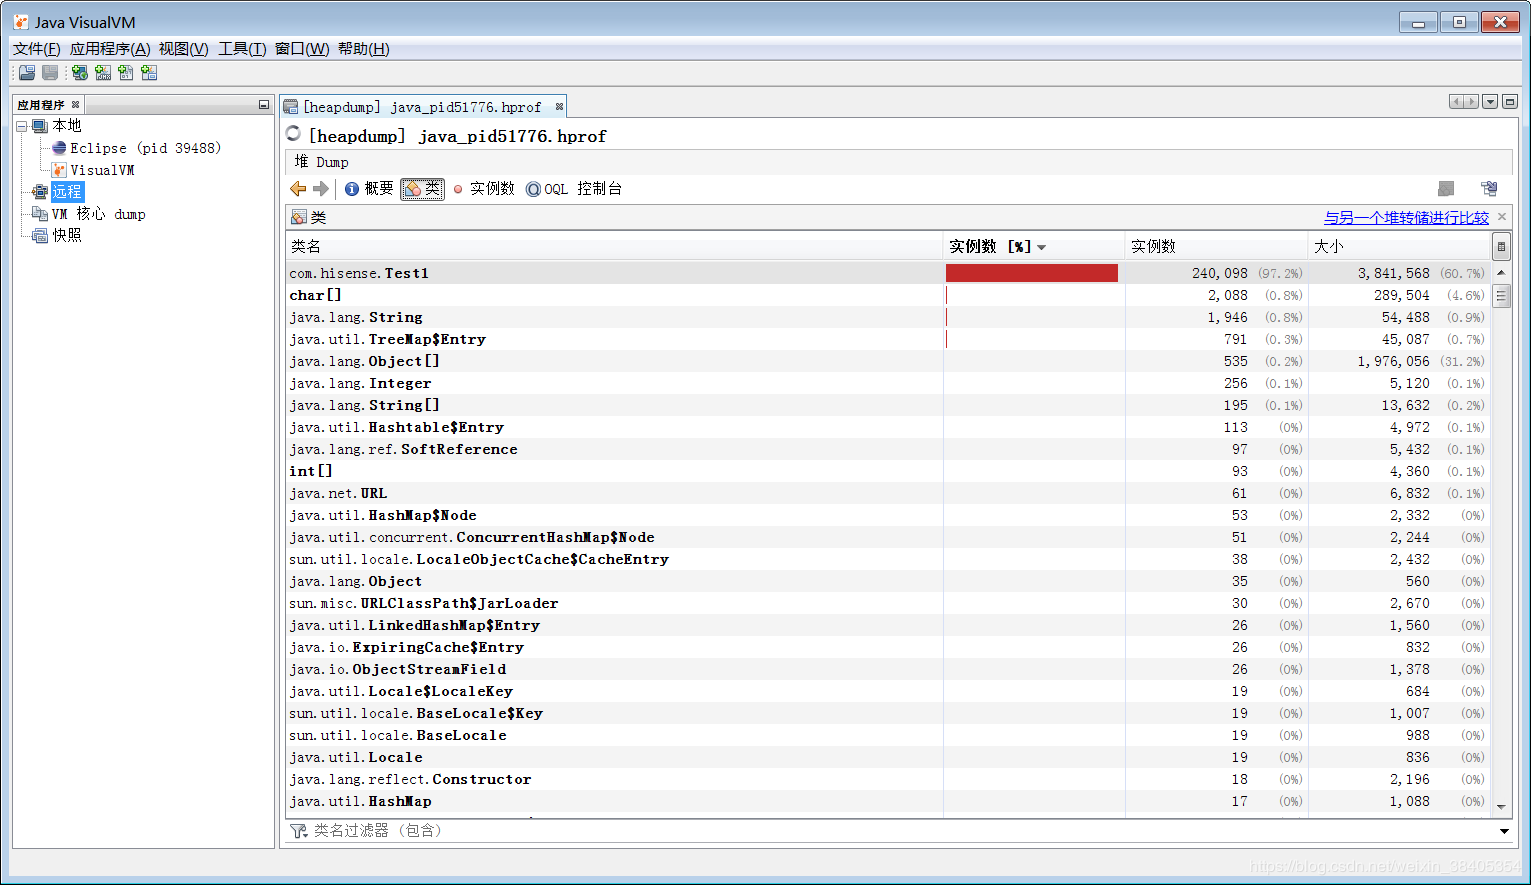 Java VisualVM
文件(F) 应用程序(A) 视图(V) 工具(T) 窗口(W) 帮助(H)
应用程序
本地
Eclipse (pid 39488)
VisualVM
远程
VM 核心 dump
快照
[heapdump] java_pid51776.hprof
[heapdump] java_pid51776.hprof
堆 Dump
概要 类 实例数 OQL 控制台
类 与另一个堆转储进行比较
类名 实例数 [%] 实例数 大小
com.hisense.Test1 240,098 (97.2%) 3,841,568 (60.7%)
char[] 2,088 (0.8%) 289,504 (4.6%)
java.lang.String 1,946 (0.8%) 54,488 (0.9%)
java.util.TreeMap$Entry 791 (0.3%) 45,087 (0.7%)
java.lang.Object[] 535 (0.2%) 1,976,056 (31.2%)
java.lang.Integer 256 (0.1%) 5,120 (0.1%)
java.lang.String[] 195 (0.1%) 13,632 (0.2%)
java.util.Hashtable$Entry 113 (0%) 4,972 (0.1%)
java.lang.ref.SoftReference 97 (0%) 5,432 (0.1%)
int[] 93 (0%) 4,360 (0.1%)
java.net.URL 61 (0%) 6,832 (0.1%)
java.util.HashMap$Node 53 (0%) 2,332 (0%)
java.util.concurrent.ConcurrentHashMap$Node 51 (0%) 2,244 (0%)
sun.util.locale.LocaleObjectCache$CacheEntry 38 (0%) 2,432 (0%)
java.lang.Object 35 (0%) 560 (0%)
sun.misc.URLClassPath$JarLoader 30 (0%) 2,670 (0%)
java.util.LinkedHashMap$Entry 26 (0%) 1,560 (0%)
java.io.ExpiringCache$Entry 26 (0%) 832 (0%)
java.io.ObjectStreamField 26 (0%) 1,378 (0%)
java.util.Locale$LocaleKey 19 (0%) 684 (0%)
sun.util.locale.BaseLocale$Key 19 (0%) 1,007 (0%)
sun.util.locale.BaseLocale 19 (0%) 988 (0%)
java.util.Locale 19 (0%) 836 (0%)
java.lang.reflect.Constructor 18 (0%) 2,196 (0%)
java.util.HashMap 17 (0%) 1,088 (0%)
类名过滤器 (包含)
https://blog.csdn.net/weixin_38405354